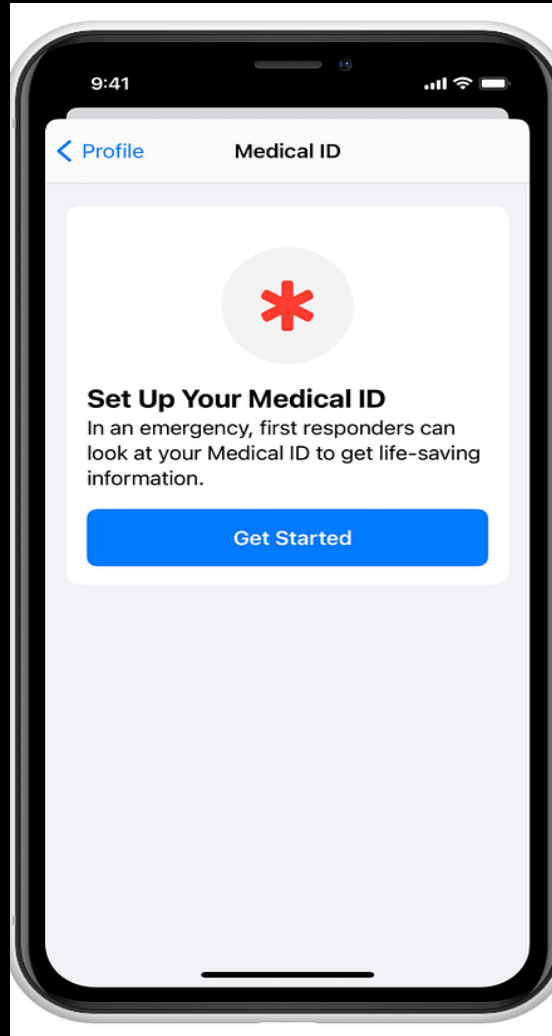 9:41
Profile
Medical ID
Set Up Your Medical ID
In an emergency, first responders can
look at your Medical ID to get life-saving
information.
Get Started